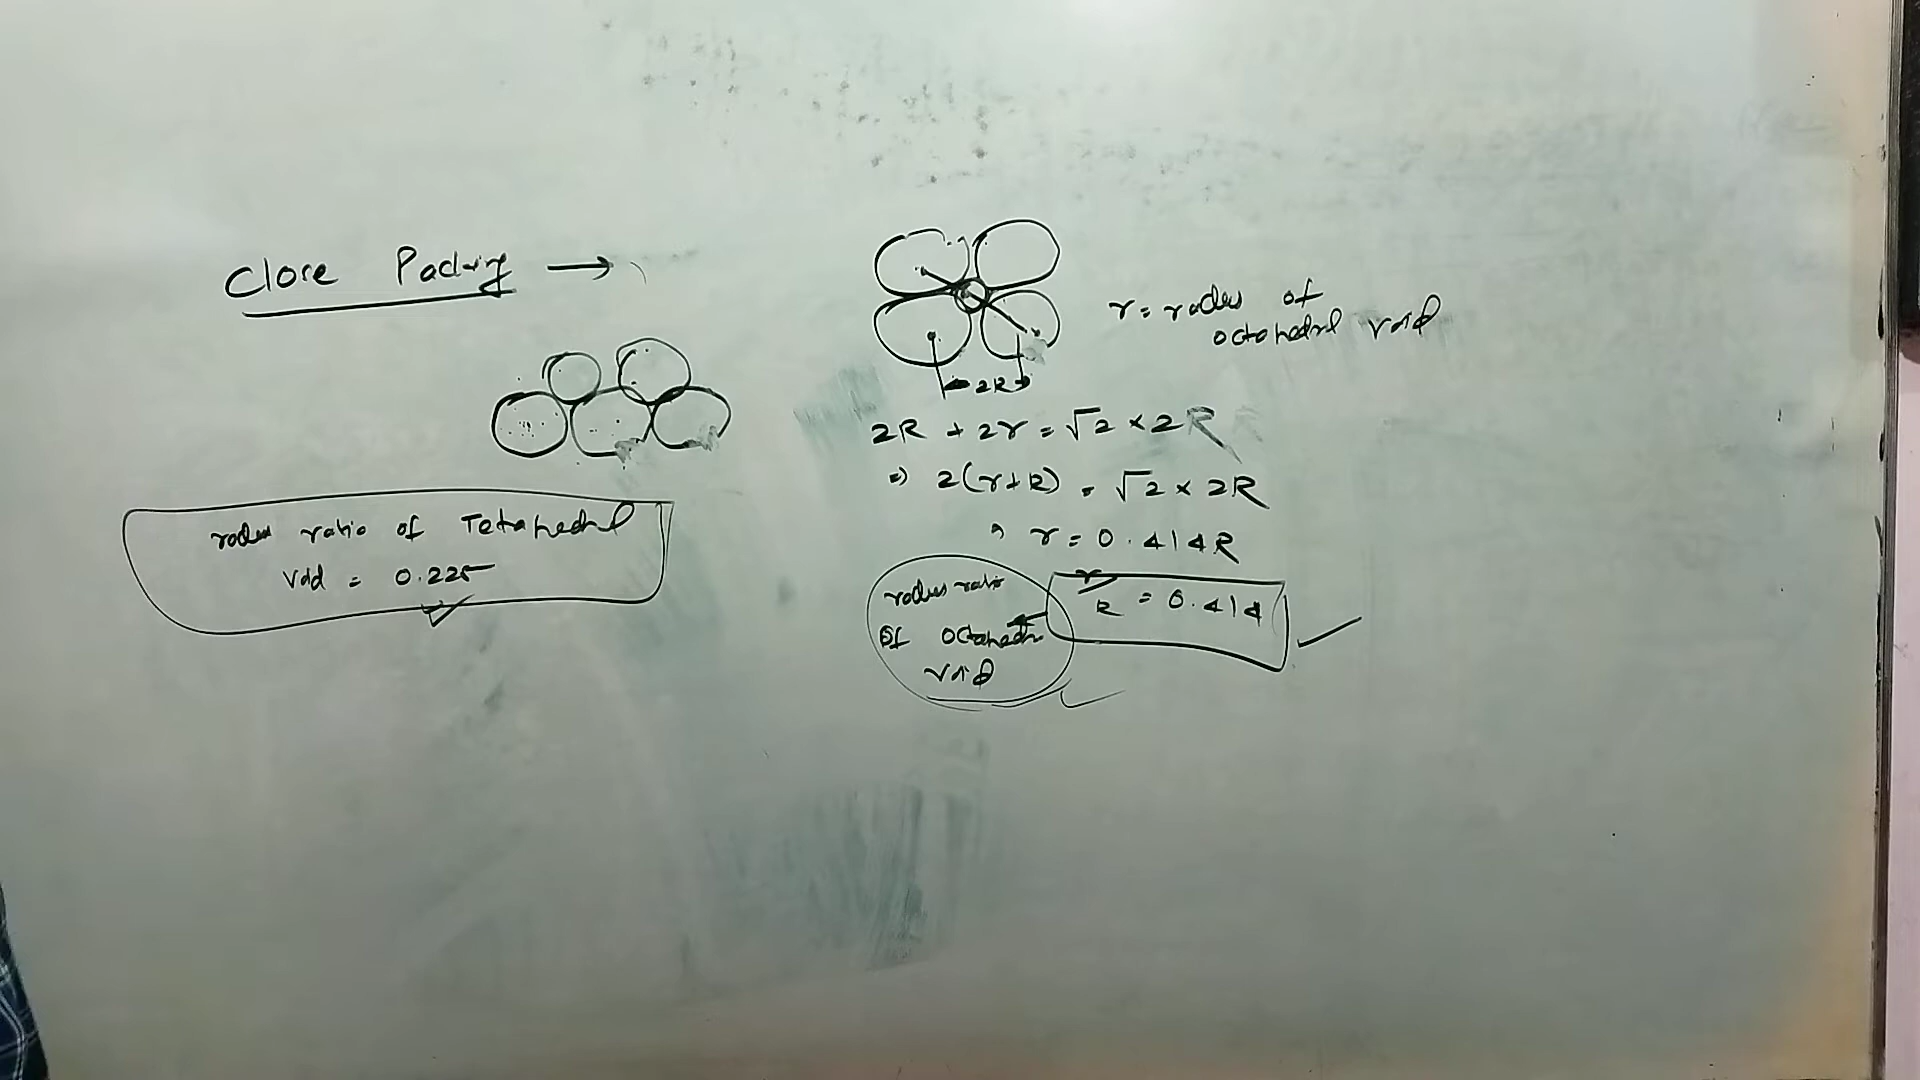 Close Packing →
r = radius of
octahedral void
2R
2R + 2r = √2 × 2R
⇒ 2(r+R) = √2 × 2R
⇒ r = 0.414R
r/R = 0.414
radius ratio
of octahedral
void
radius ratio of Tetrahedral
Void = 0.225